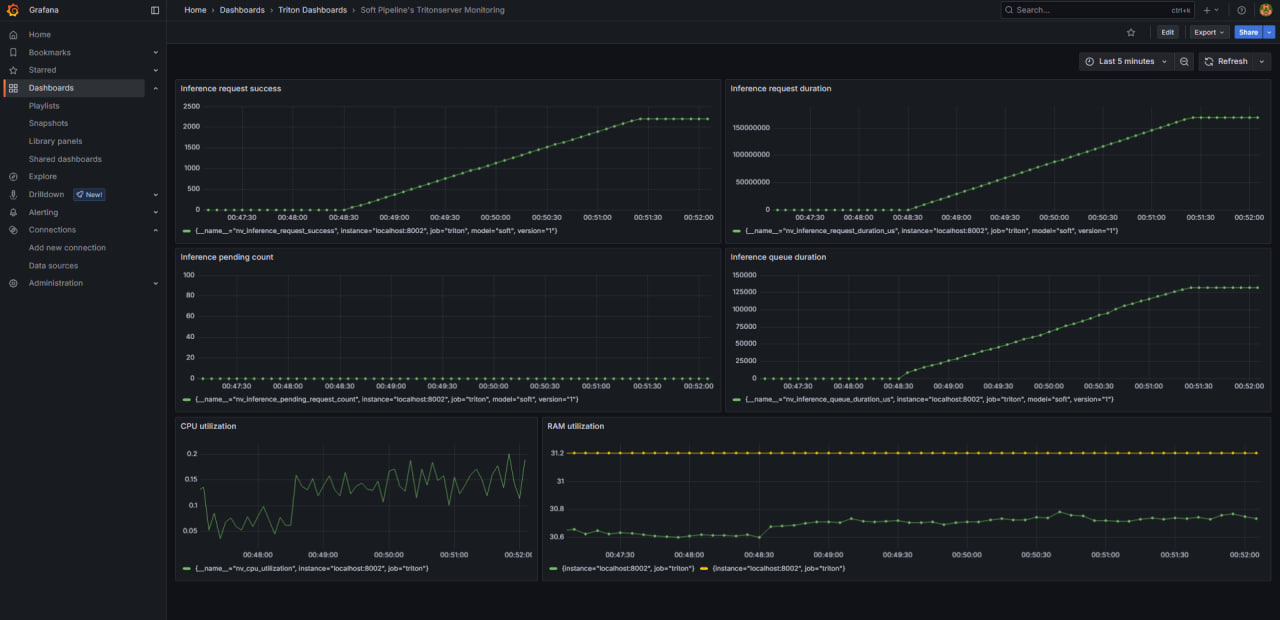 Grafana
Home › Dashboards › Triton Dashboards › Soft Pipeline's Tritonserver Monitoring
Search...
ctrl+k
Edit
Export
Share
Home
Bookmarks
Starred
Dashboards
Playlists
Snapshots
Library panels
Shared dashboards
Explore
Drilldown
New!
Alerting
Connections
Add new connection
Data sources
Administration
Last 5 minutes
Refresh
Inference request success
2500
2000
1500
1000
500
0
00:47:30 00:48:00 00:48:30 00:49:00 00:49:30 00:50:00 00:50:30 00:51:00 00:51:30 00:52:00
{__name__="nv_inference_request_success", instance="localhost:8002", job="triton", model="soft", version="1"}
Inference request duration
150000000
100000000
50000000
0
00:47:30 00:48:00 00:48:30 00:49:00 00:49:30 00:50:00 00:50:30 00:51:00 00:51:30 00:52:00
{__name__="nv_inference_request_duration_us", instance="localhost:8002", job="triton", model="soft", version="1"}
Inference pending count
100
80
60
40
20
0
00:47:30 00:48:00 00:48:30 00:49:00 00:49:30 00:50:00 00:50:30 00:51:00 00:51:30 00:52:00
{__name__="nv_inference_pending_request_count", instance="localhost:8002", job="triton", model="soft", version="1"}
Inference queue duration
150000
125000
100000
75000
50000
25000
0
00:47:30 00:48:00 00:48:30 00:49:00 00:49:30 00:50:00 00:50:30 00:51:00 00:51:30 00:52:00
{__name__="nv_inference_queue_duration_us", instance="localhost:8002", job="triton", model="soft", version="1"}
CPU utilization
0.2
0.15
0.1
0.05
00:48:00 00:49:00 00:50:00 00:51:00 00:52:00
{__name__="nv_cpu_utilization", instance="localhost:8002", job="triton"}
RAM utilization
31.2
31
30.8
30.6
00:47:30 00:48:00 00:48:30 00:49:00 00:49:30 00:50:00 00:50:30 00:51:00 00:51:30 00:52:00
{instance="localhost:8002", job="triton"} {instance="localhost:8002", job="triton"}